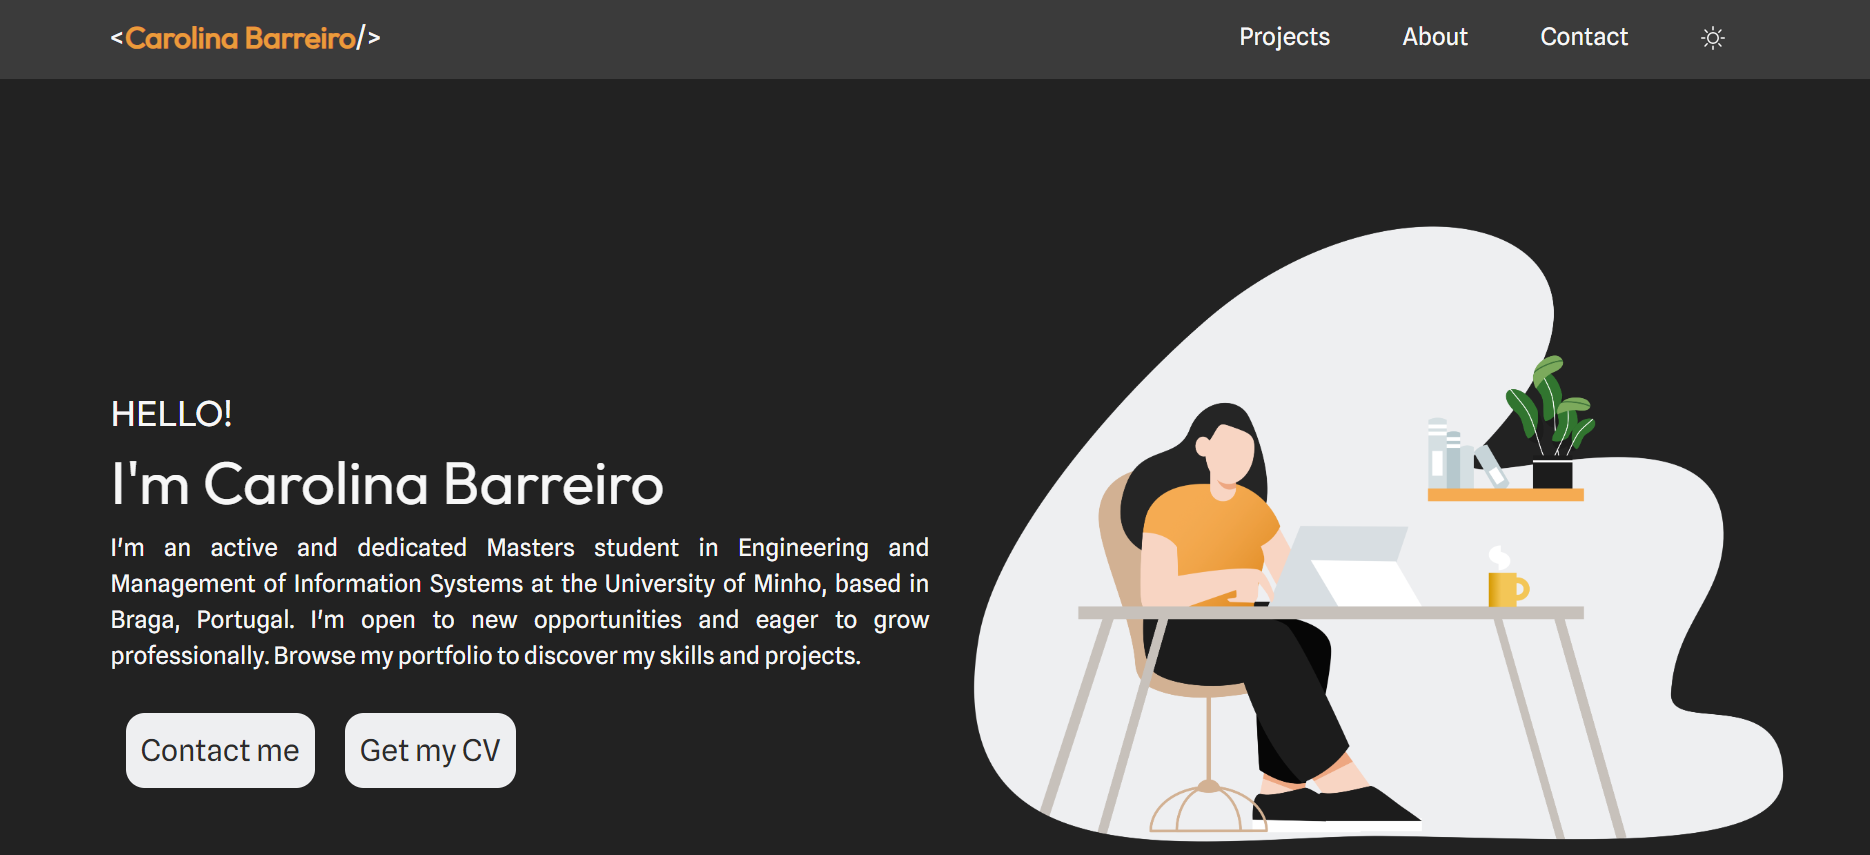 <Carolina Barreiro/>
Projects
About
Contact
HELLO!
I'm Carolina Barreiro
I'm an active and dedicated Masters student in Engineering and
Management of Information Systems at the University of Minho, based in
Braga, Portugal. I'm open to new opportunities and eager to grow
professionally. Browse my portfolio to discover my skills and projects.
Contact me
Get my CV